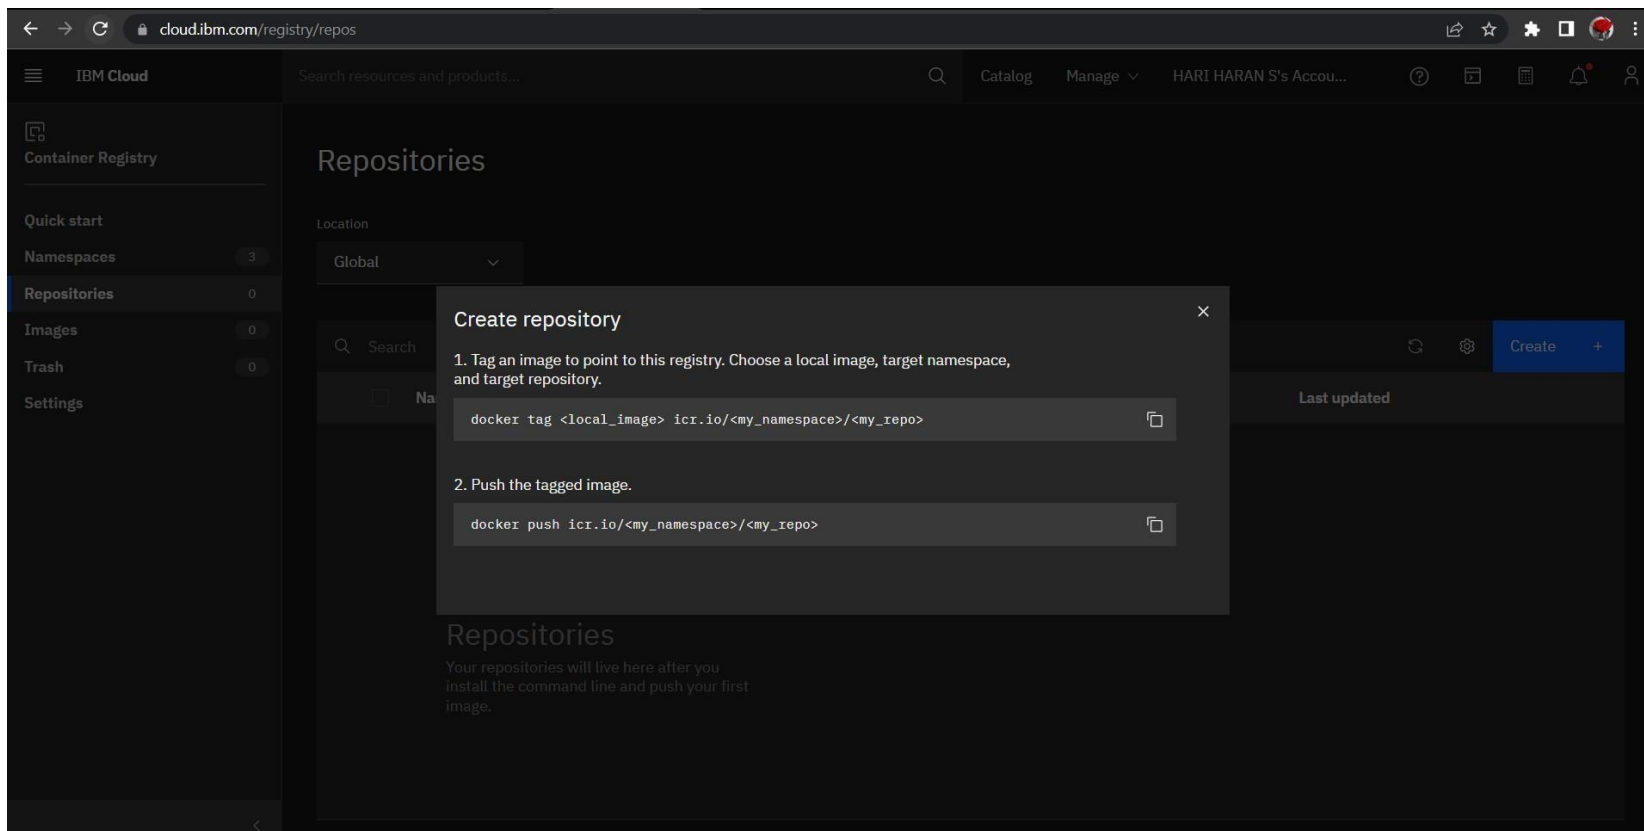 cloud.ibm.com/registry/repos
IBM Cloud
Search resources and products...
Catalog
Manage
HARI HARAN S's Accou...
Container Registry
Quick start
Namespaces 3
Repositories 0
Images 0
Trash 0
Settings
Repositories
Location
Global
Search
Create +
Na
Last updated
Create repository
1. Tag an image to point to this registry. Choose a local image, target namespace,
and target repository.
docker tag <local_image> icr.io/<my_namespace>/<my_repo>
2. Push the tagged image.
docker push icr.io/<my_namespace>/<my_repo>
Repositories
Your repositories will live here after you
install the command line and push your first
image.